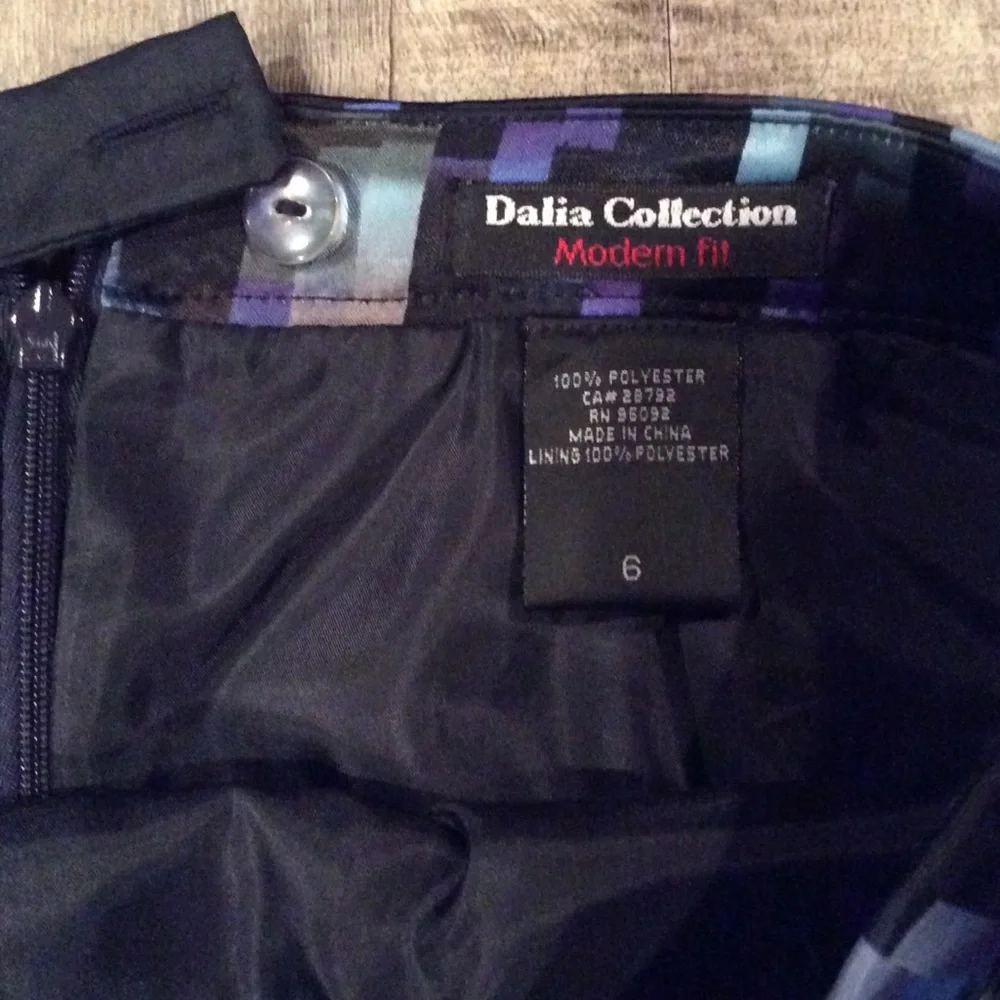 Dalia Collection
Modern fit
100% POLYESTER
CA# 28792
RN 95092
MADE IN CHINA
LINING 100% POLYESTER
6